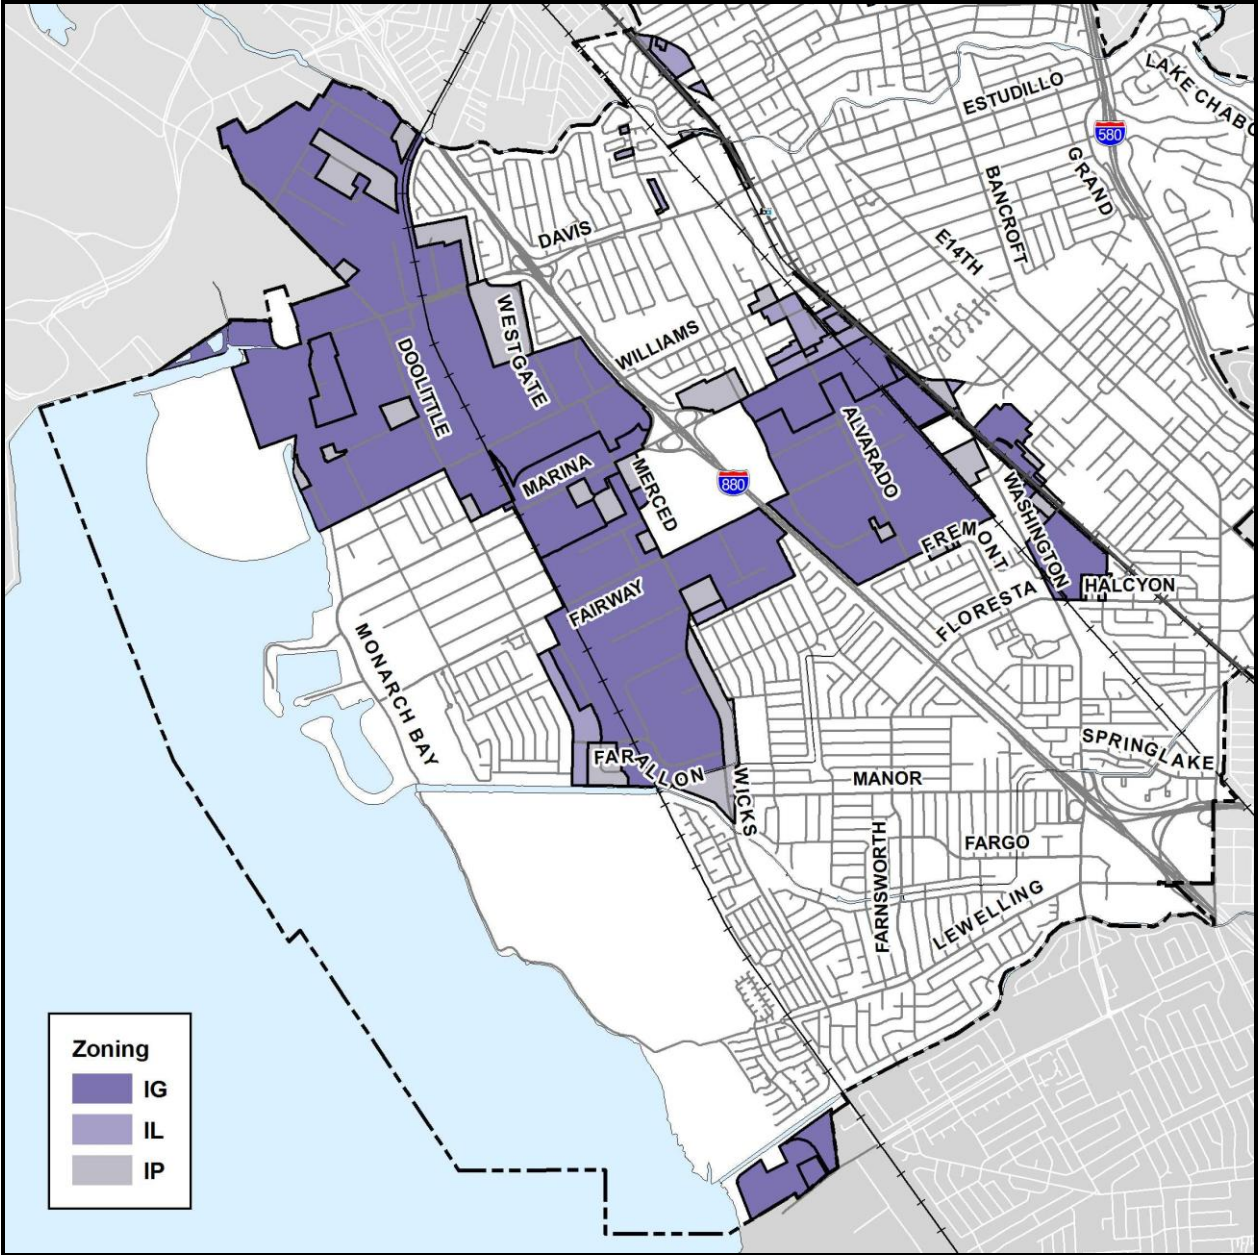 LAKE CHABO
ESTUDILLO
580
GRAND
BANCROFT
DAVIS
E14TH
WESTGATE
WILLIAMS
DOOLITTLE
ALVARADO
MARINA
MERCED
880
WASHINGTON
FREMONT
HALCYON
FAIRWAY
FLORESTA
MONARCH BAY
SPRINGLAKE
FARALLON
WICKS
MANOR
FARNSWORTH
FARGO
LEWELLING
Zoning
IG
IL
IP